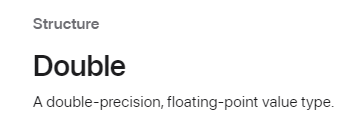 Structure
Double
A double-precision, floating-point value type.